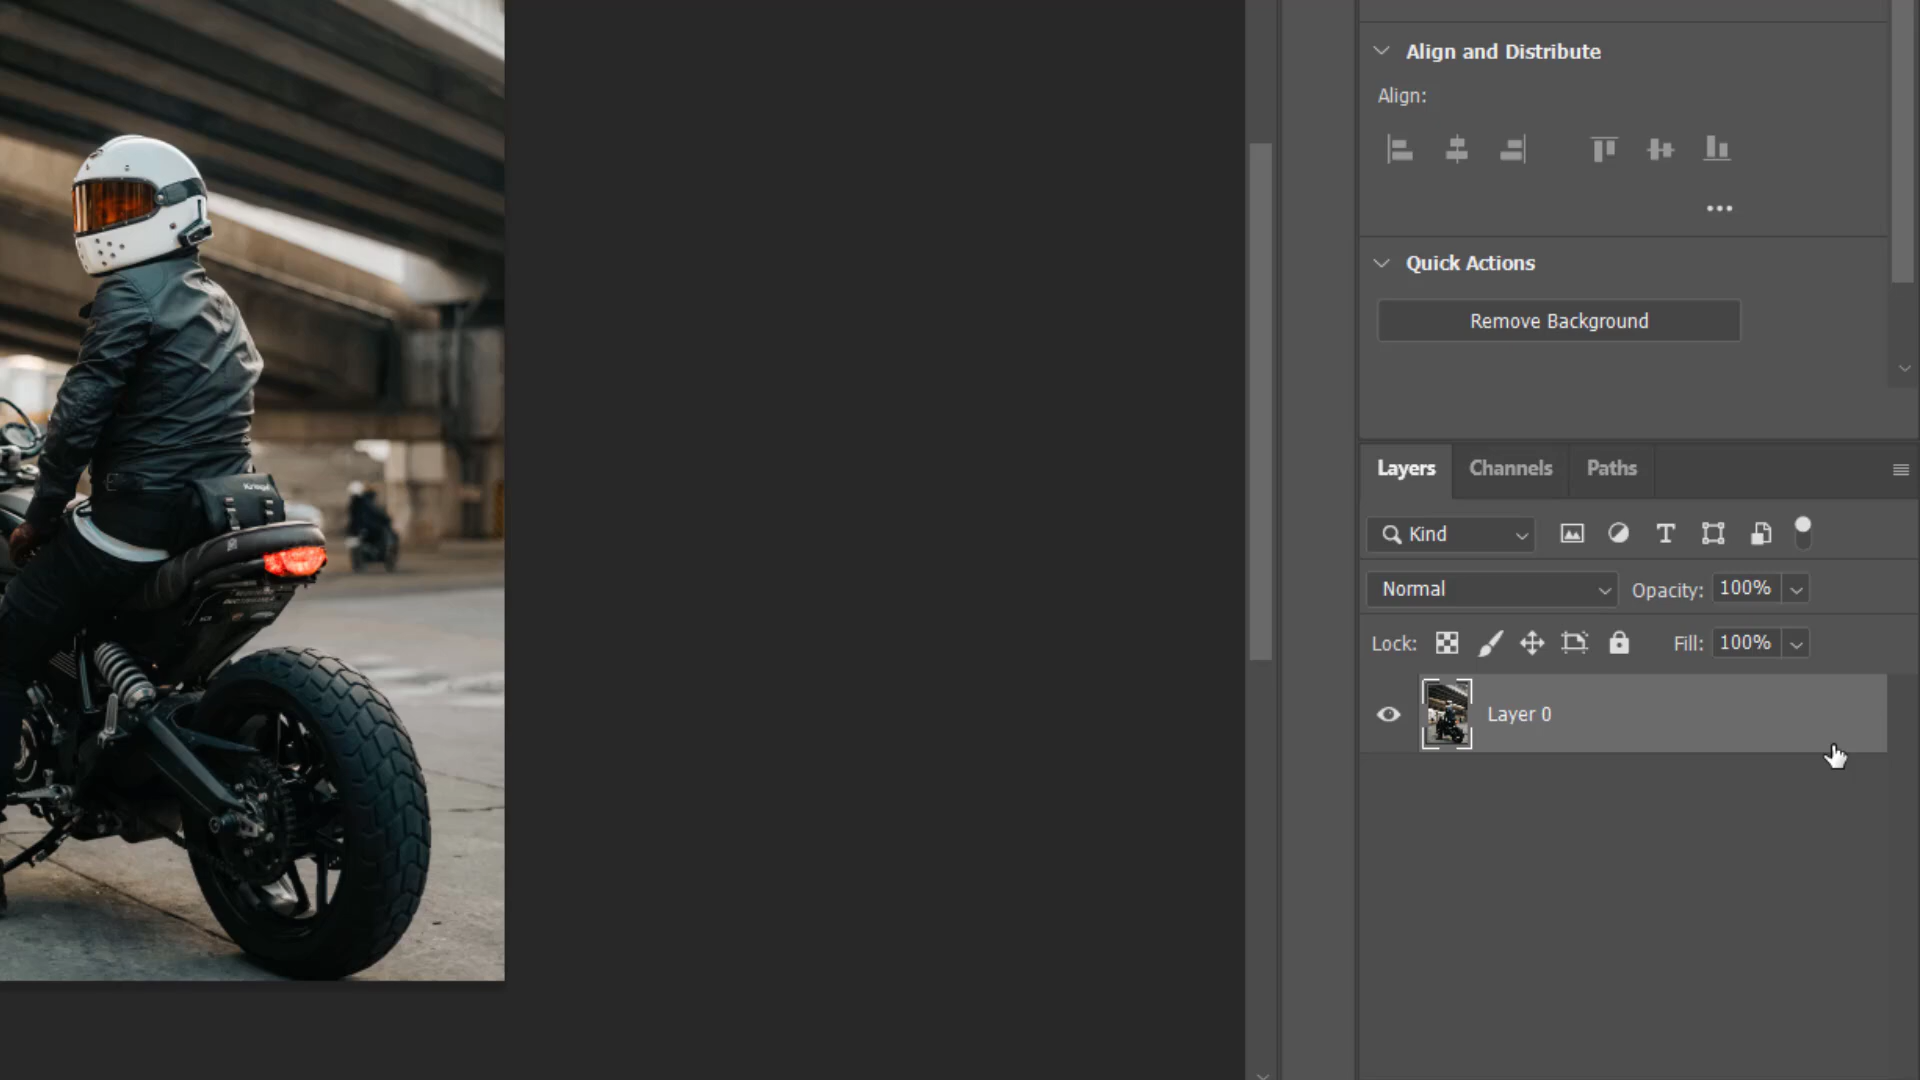 Align and Distribute
Align:
Quick Actions
Remove Background
Layers Channels Paths
Kind
Normal Opacity: 100%
Lock: Fill: 100%
Layer 0